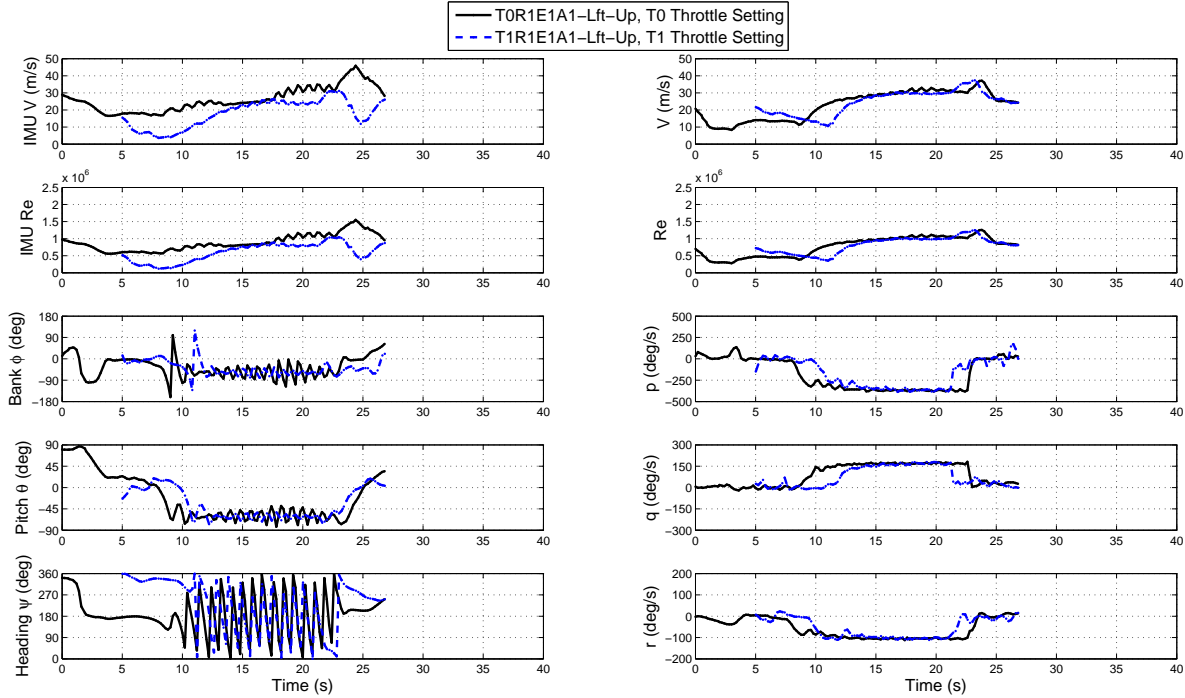 T0R1E1A1−Lft−Up, T0 Throttle Setting
T1R1E1A1−Lft−Up, T1 Throttle Setting
IMU V (m/s)
50
40
30
20
10
0
0 5 10 15 20 25 30 35 40
V (m/s)
50
40
30
20
10
0
0 5 10 15 20 25 30 35 40
IMU Re
x 10^6
2.5
2
1.5
1
0.5
0
0 5 10 15 20 25 30 35 40
Re
x 10^6
2.5
2
1.5
1
0.5
0
0 5 10 15 20 25 30 35 40
Bank ϕ (deg)
180
90
0
−90
−180
0 5 10 15 20 25 30 35 40
p (deg/s)
500
250
0
−250
−500
0 5 10 15 20 25 30 35 40
Pitch θ (deg)
90
45
0
−45
−90
0 5 10 15 20 25 30 35 40
q (deg/s)
300
150
0
−150
−300
0 5 10 15 20 25 30 35 40
Heading ψ (deg)
360
270
180
90
0
0 5 10 15 20 25 30 35 40
Time (s)
r (deg/s)
200
100
0
−100
−200
0 5 10 15 20 25 30 35 40
Time (s)